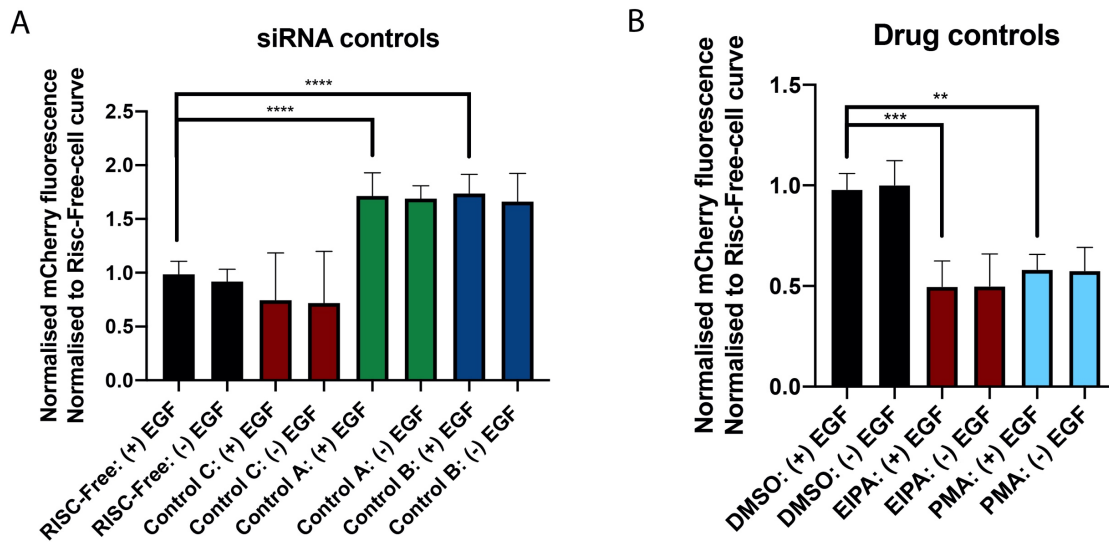 A
siRNA controls
Normalised mCherry fluorescence
Normalised to Risc-Free-cell curve
2.5
2.0
1.5
1.0
0.5
0.0
****
****
RISC-Free: (+) EGF
RISC-Free: (-) EGF
Control C: (+) EGF
Control C: (-) EGF
Control A: (+) EGF
Control A: (-) EGF
Control B: (+) EGF
Control B: (-) EGF
B
Drug controls
Normalised mCherry fluorescence
Normalised to Risc-Free-cell curve
1.5
1.0
0.5
0.0
**
***
DMSO: (+) EGF
DMSO: (-) EGF
EIPA: (+) EGF
EIPA: (-) EGF
PMA: (+) EGF
PMA: (-) EGF